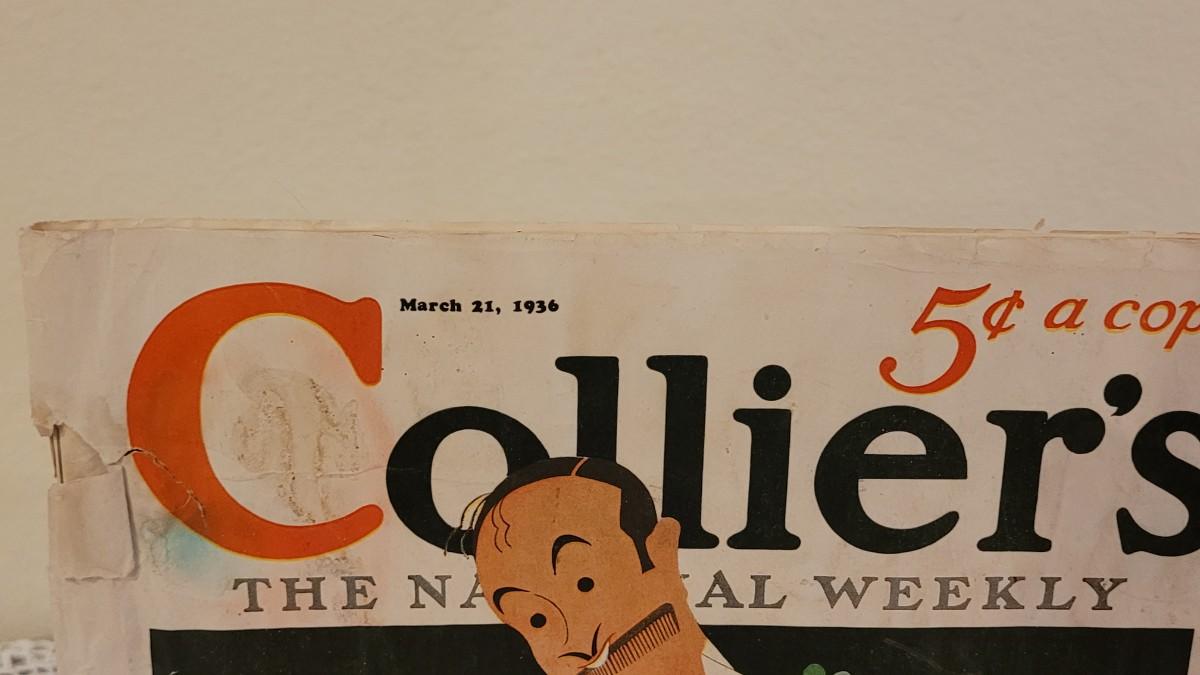 March 21, 1936
5¢ a cop
Collier's
THE NA AL WEEKLY